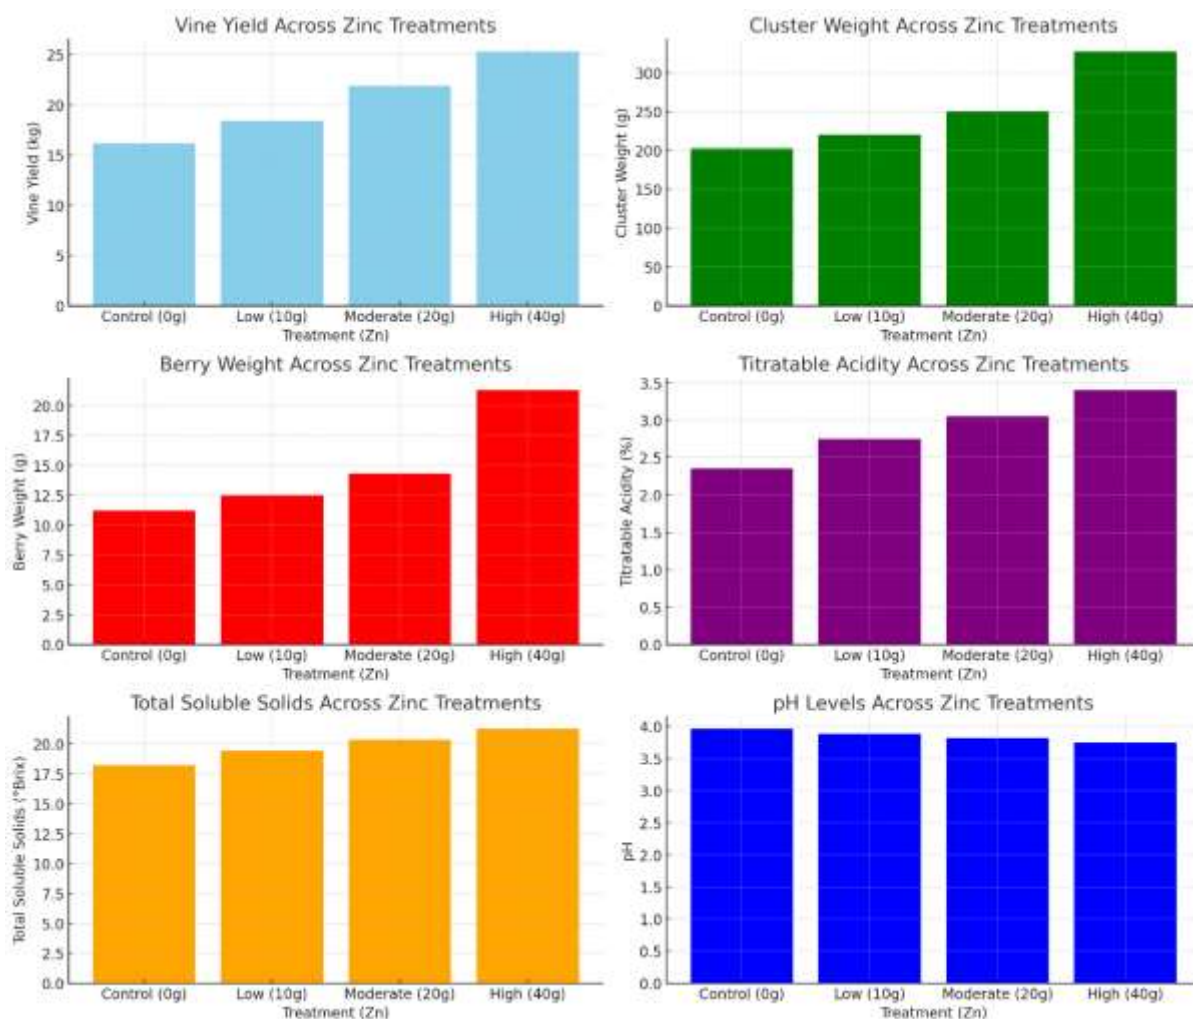 Vine Yield Across Zinc Treatments
25
20
15
10
5
0
Vine Yield (kg)
Control (0g) Low (10g) Moderate (20g) High (40g)
Treatment (Zn)
Cluster Weight Across Zinc Treatments
300
250
200
150
100
50
0
Cluster Weight (g)
Control (0g) Low (10g) Moderate (20g) High (40g)
Treatment (Zn)
Berry Weight Across Zinc Treatments
20.0
17.5
15.0
12.5
10.0
7.5
5.0
2.5
0.0
Berry Weight (g)
Control (0g) Low (10g) Moderate (20g) High (40g)
Treatment (Zn)
Titratable Acidity Across Zinc Treatments
3.5
3.0
2.5
2.0
1.5
1.0
0.5
0.0
Titratable Acidity (%)
Control (0g) Low (10g) Moderate (20g) High (40g)
Treatment (Zn)
Total Soluble Solids Across Zinc Treatments
20.0
17.5
15.0
12.5
10.0
7.5
5.0
2.5
0.0
Total Soluble Solids (°Brix)
Control (0g) Low (10g) Moderate (20g) High (40g)
Treatment (Zn)
pH Levels Across Zinc Treatments
4.0
3.5
3.0
2.5
2.0
1.5
1.0
0.5
0.0
pH
Control (0g) Low (10g) Moderate (20g) High (40g)
Treatment (Zn)